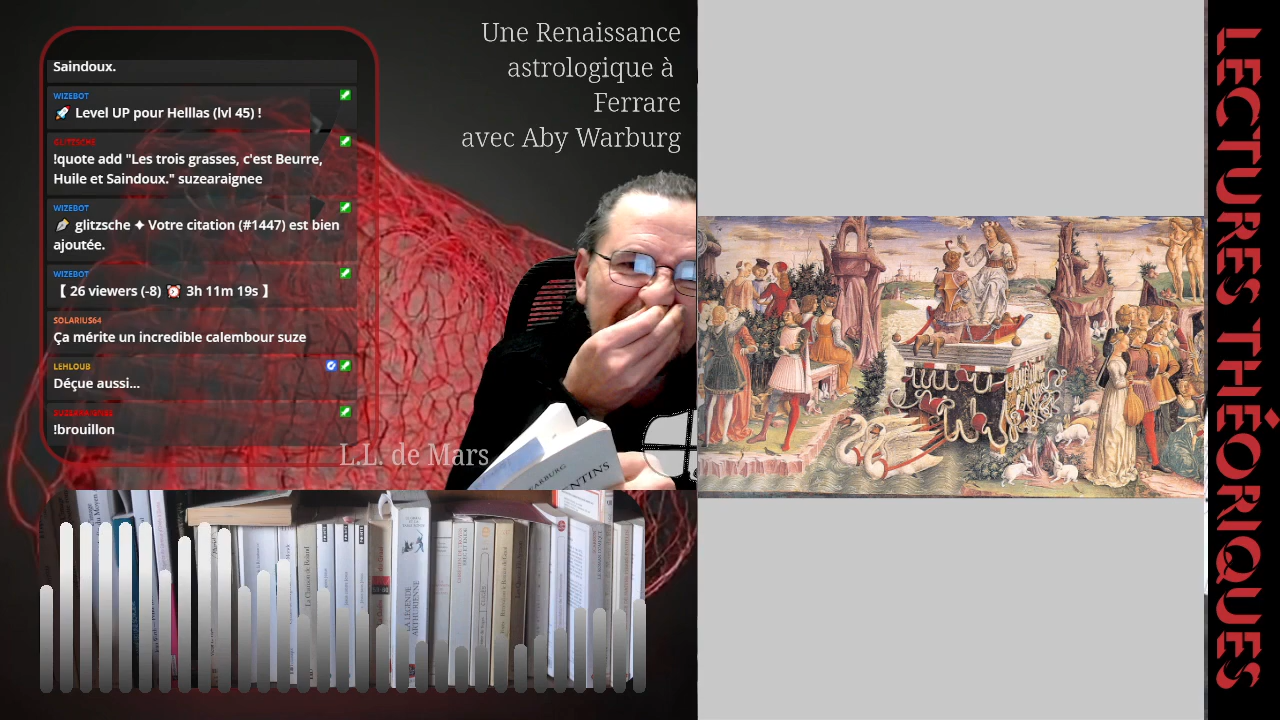 Saindoux.
WIZEBOT
🚀 Level UP pour Helllas (lvl 45) !
GLITZSCHE
!quote add "Les trois grasses, c'est Beurre,
Huile et Saindoux." suzearaignee
WIZEBOT
glitzsche ✦ Votre citation (#1447) est bien
ajoutée.
WIZEBOT
【 26 viewers (-8) ⏰ 3h 11m 19s 】
SOLARIUS64
Ça mérite un incredible calembour suze
LEHLOUB
Déçue aussi...
SUZEARAIGNEE
!brouillon
Une Renaissance
astrologique à
Ferrare
avec Aby Warburg
L.L. de Mars
WARBURG
LA LÉGENDE
ARTHURIENNE
LECTURES THÉORIQUES